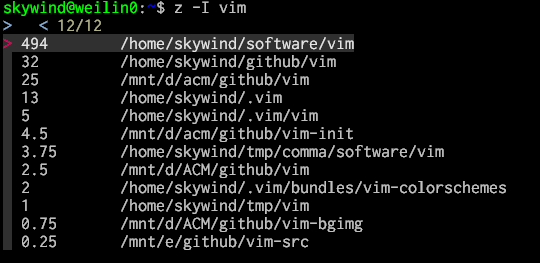 skywind@weilin0:~$ z -I vim
>   < 12/12
> 494        /home/skywind/software/vim
  32         /home/skywind/github/vim
  25         /mnt/d/acm/github/vim
  13         /home/skywind/.vim
  5          /home/skywind/.vim/vim
  4.5        /mnt/d/acm/github/vim-init
  3.75       /home/skywind/tmp/comma/software/vim
  2.5        /mnt/d/ACM/github/vim
  2          /home/skywind/.vim/bundles/vim-colorschemes
  1          /home/skywind/tmp/vim
  0.75       /mnt/d/ACM/github/vim-bgimg
  0.25       /mnt/e/github/vim-src